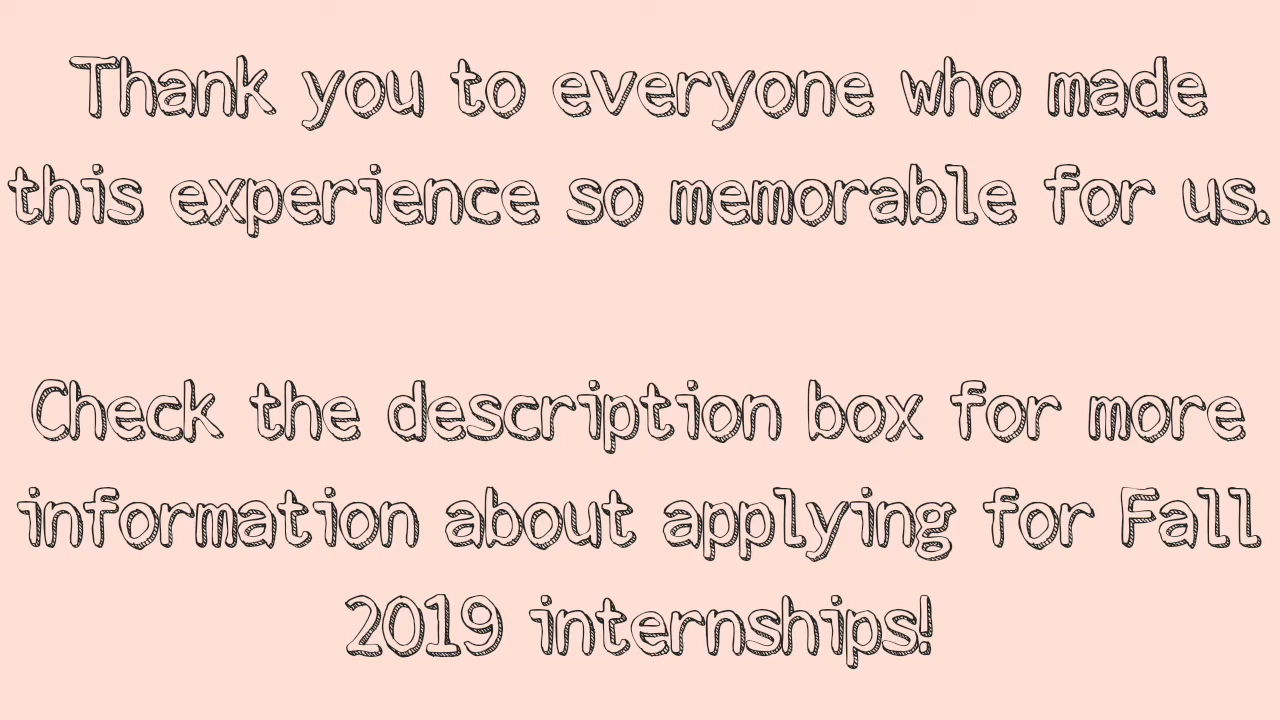 Thank you to everyone who made
this experience so memorable for us.
Check the description box for more
information about applying for Fall
2019 internships!